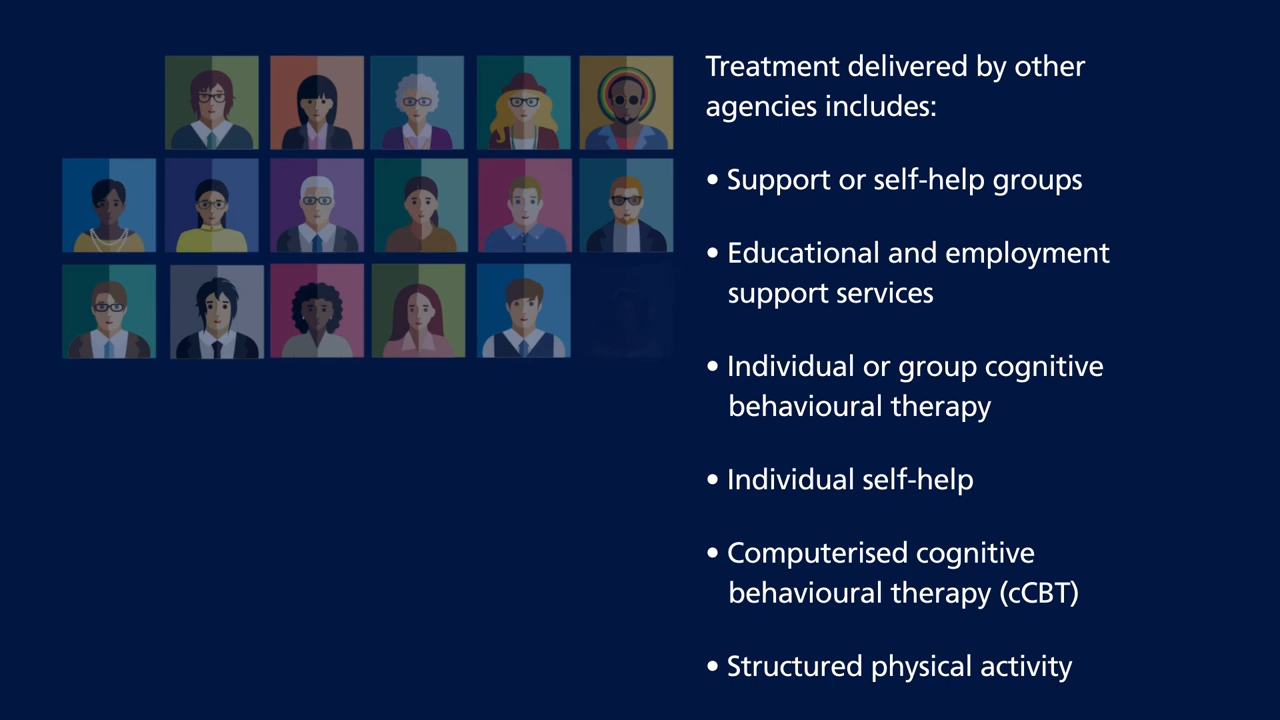 Treatment delivered by other
agencies includes:
• Support or self-help groups
• Educational and employment
support services
• Individual or group cognitive
behavioural therapy
• Individual self-help
• Computerised cognitive
behavioural therapy (cCBT)
• Structured physical activity